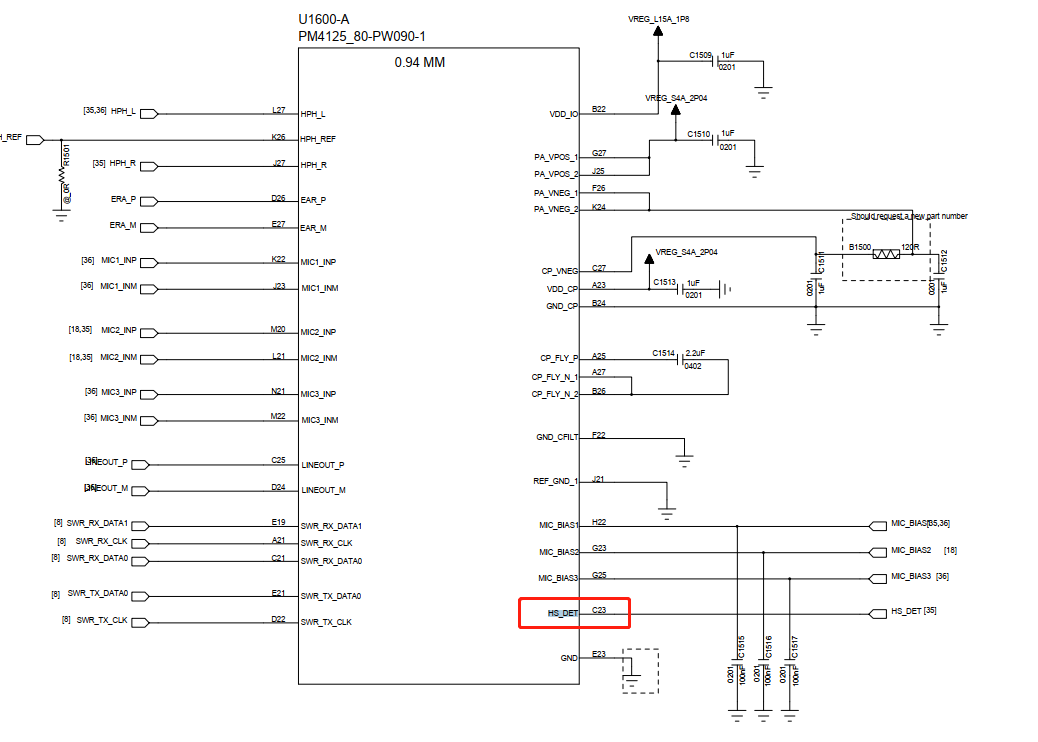 U1600-A
PM4125_80-PW090-1
0.94 MM
VREG_L15A_1P8
C1509
1uF
0201
VREG_S4A_2P04
C1510
1uF
0201
[35,36]
HPH_L
L27
HPH_L
VDD_IO
B22
H_REF
K26
HPH_REF
R1501
@_0R
PA_VPOS_1
G27
[35]
HPH_R
J27
HPH_R
PA_VPOS_2
J25
PA_VNEG_1
F26
ERA_P
D26
EAR_P
PA_VNEG_2
K24
Should request a new part number
ERA_M
E27
EAR_M
B1500
120R
VREG_S4A_2P04
[36]
MIC1_INP
K22
MIC1_INP
CP_VNEG
C27
C1511
0201
1uF
C1512
0201
1uF
[36]
MIC1_INM
J23
MIC1_INM
VDD_CP
A23
C1513
1uF
0201
GND_CP
B24
[18,35]
MIC2_INP
M20
MIC2_INP
[18,35]
MIC2_INM
L21
MIC2_INM
CP_FLY_P
A25
C1514
2.2uF
0402
CP_FLY_N_1
A27
[36]
MIC3_INP
N21
MIC3_INP
CP_FLY_N_2
B26
[36]
MIC3_INM
M22
MIC3_INM
GND_CFILT
F22
LINEOUT_P
C25
LINEOUT_P
REF_GND_1
J21
LINEOUT_M
D24
LINEOUT_M
[8]
SWR_RX_DATA1
E19
SWR_RX_DATA1
MIC_BIAS1
H22
[8]
SWR_RX_CLK
A21
SWR_RX_CLK
MIC_BIAS2
G23
MIC_BIAS2
[18]
[8]
SWR_RX_DATA0
C21
SWR_RX_DATA0
MIC_BIAS3
G25
MIC_BIAS3
[36]
[8]
SWR_TX_DATA0
E21
SWR_TX_DATA0
HS_DET
C23
HS_DET
[35]
[8]
SWR_TX_CLK
D22
SWR_TX_CLK
GND
E23
C1515
0201
100nF
C1516
0201
100nF
C1517
0201
100nF